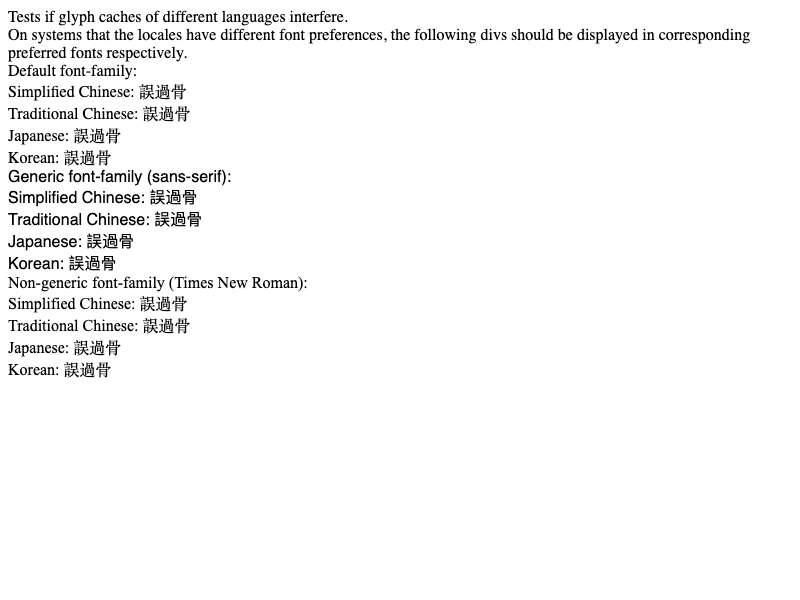 Tests if glyph caches of different languages interfere.
On systems that the locales have different font preferences, the following divs should be displayed in corresponding
preferred fonts respectively.
Default font-family:
Simplified Chinese: 誤過骨
Traditional Chinese: 誤過骨
Japanese: 誤過骨
Korean: 誤過骨
Generic font-family (sans-serif):
Simplified Chinese: 誤過骨
Traditional Chinese: 誤過骨
Japanese: 誤過骨
Korean: 誤過骨
Non-generic font-family (Times New Roman):
Simplified Chinese: 誤過骨
Traditional Chinese: 誤過骨
Japanese: 誤過骨
Korean: 誤過骨